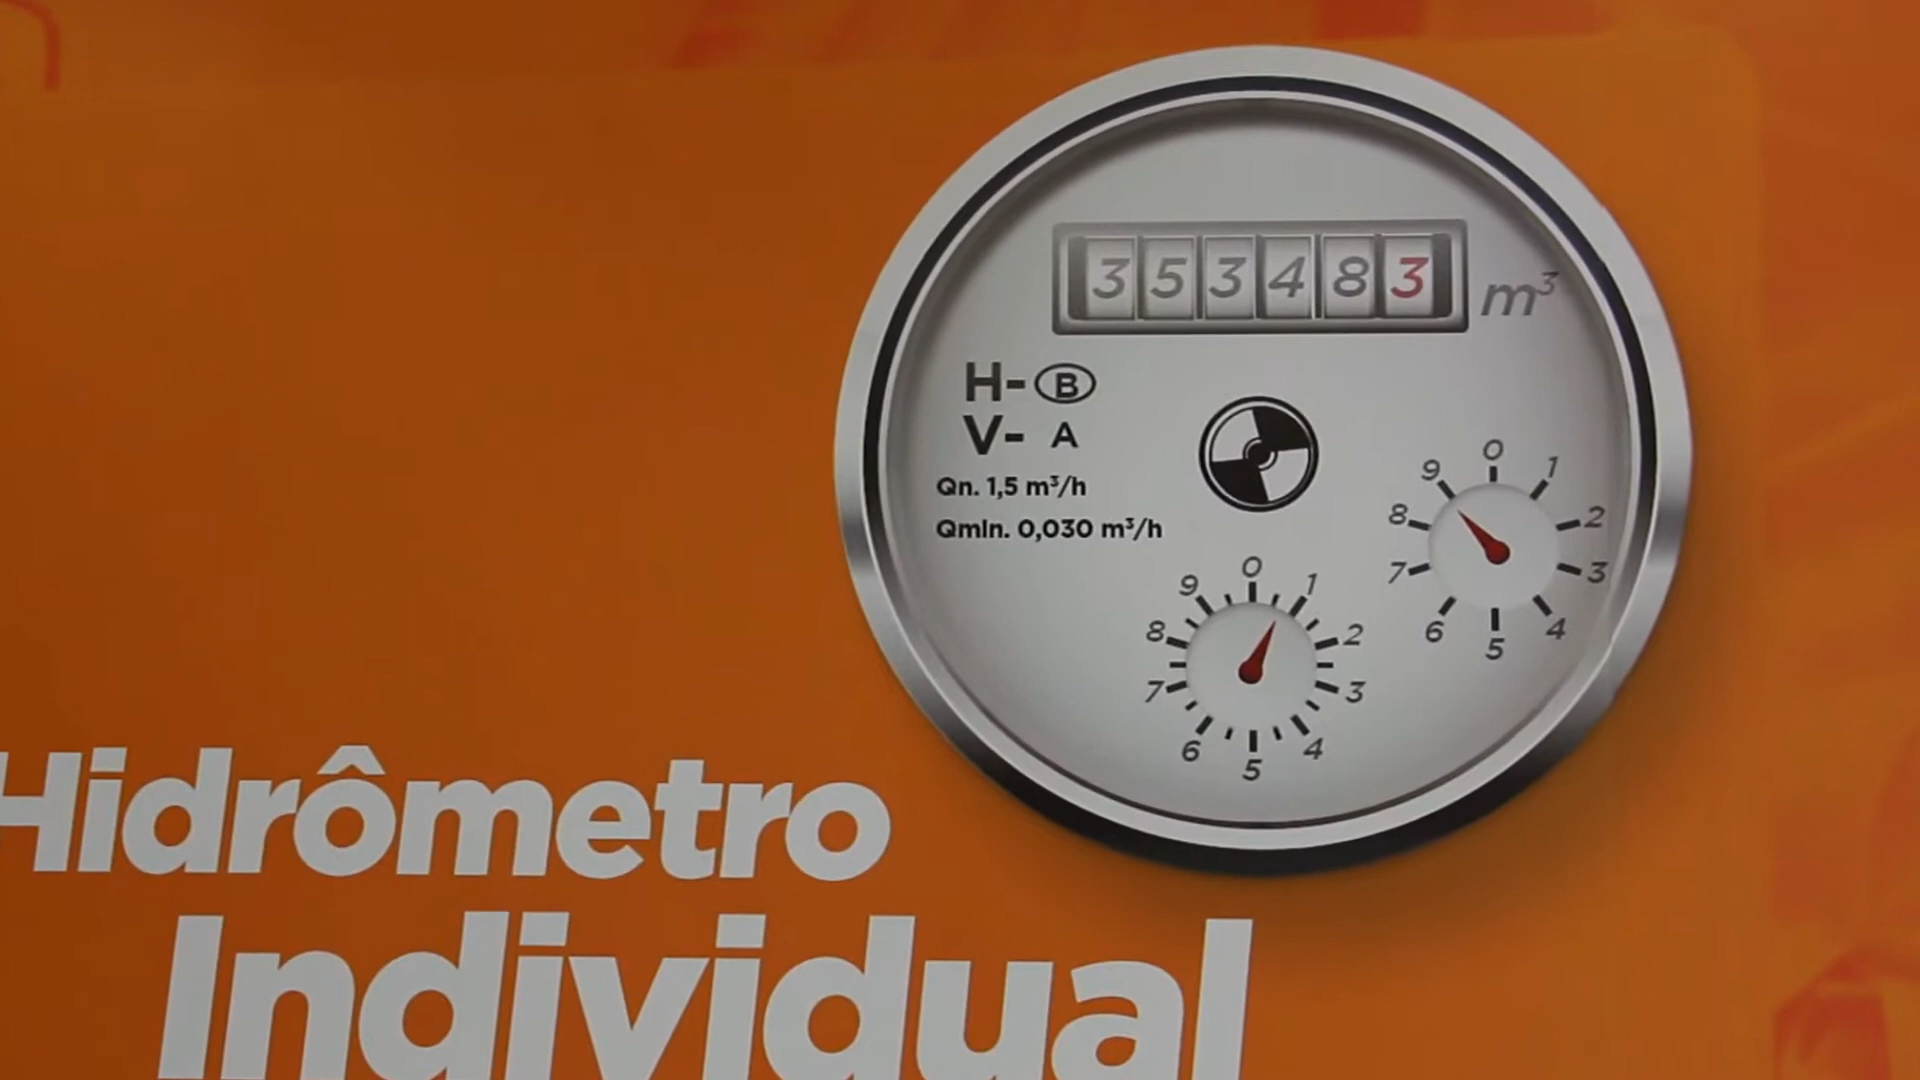 353483 m³
H- B
V- A
Qn. 1,5 m³/h
QmIn. 0,030 m³/h
0 1 2 3 4 5 6 7 8 9
0 1 2 3 4 5 6 7 8 9
Hidrômetro
Individual